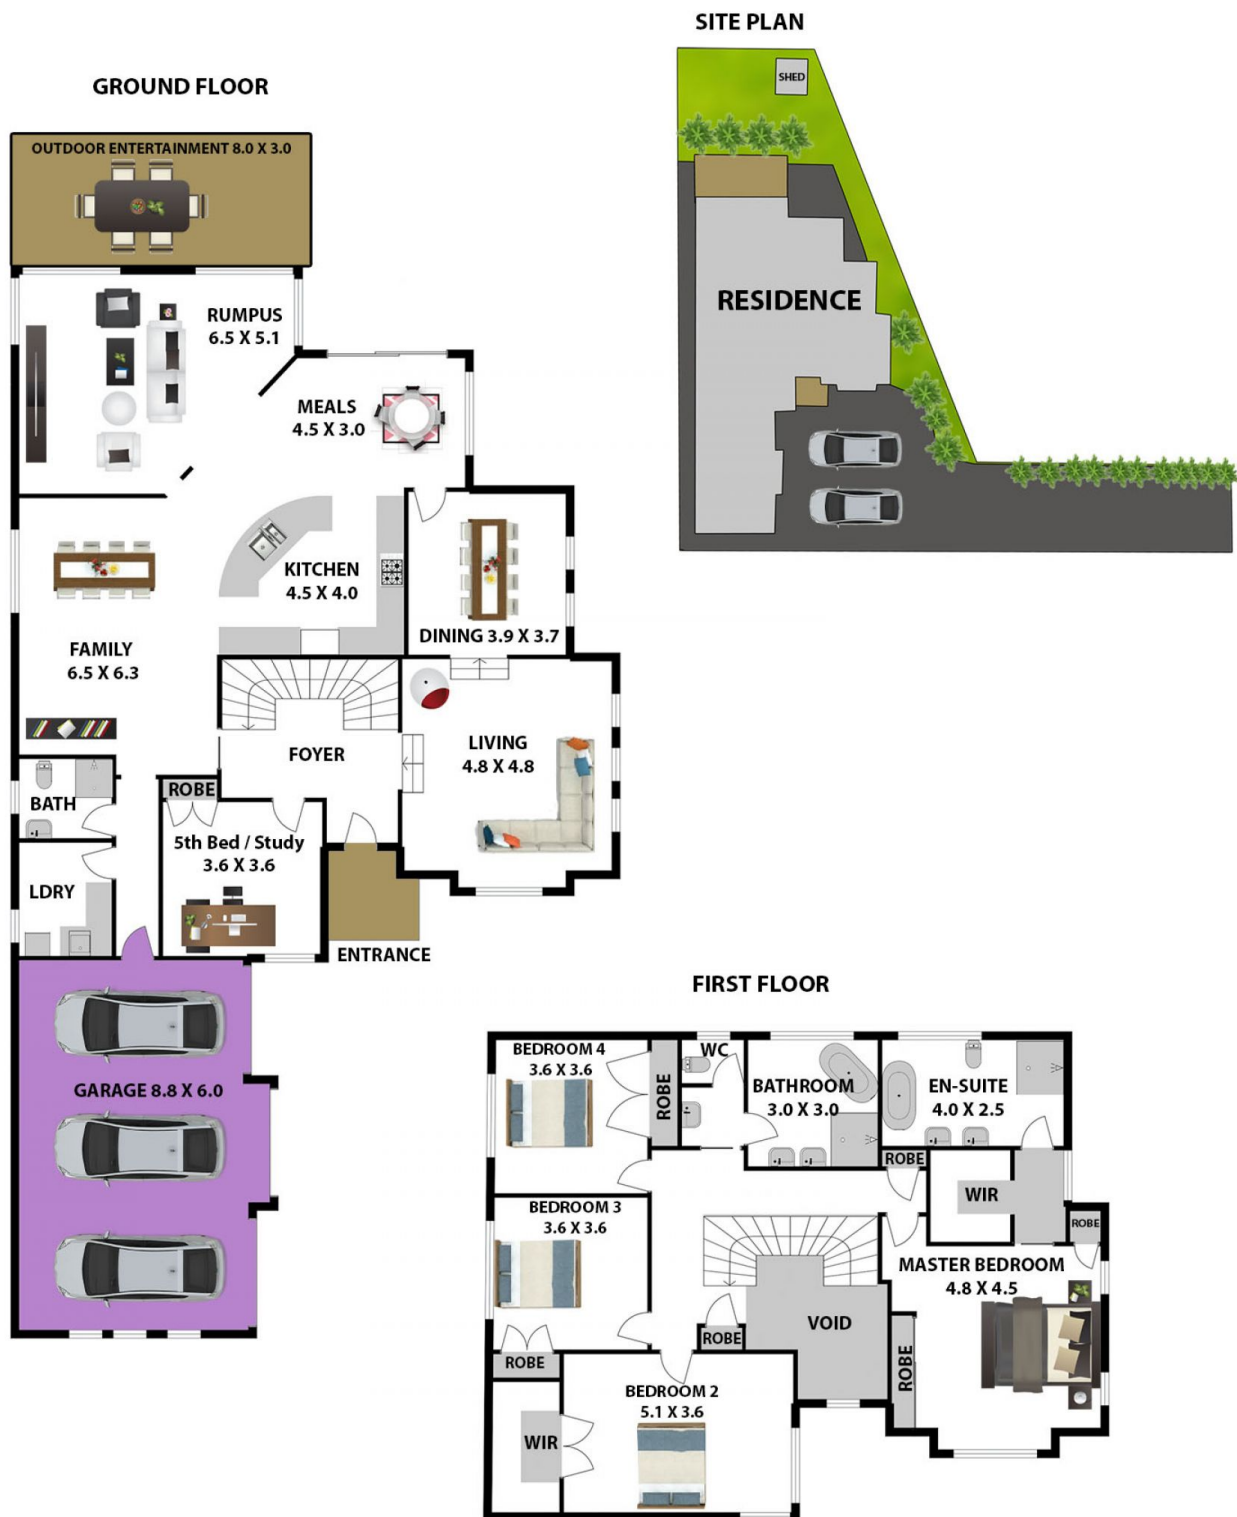 SITE PLAN
SHED
RESIDENCE
GROUND FLOOR
OUTDOOR ENTERTAINMENT 8.0 X 3.0
RUMPUS
6.5 X 5.1
MEALS
4.5 X 3.0
KITCHEN
4.5 X 4.0
DINING 3.9 X 3.7
FAMILY
6.5 X 6.3
FOYER
LIVING
4.8 X 4.8
BATH
ROBE
5th Bed / Study
3.6 X 3.6
LDRY
ENTRANCE
GARAGE 8.8 X 6.0
FIRST FLOOR
BEDROOM 4
3.6 X 3.6
ROBE
WC
BATHROOM
3.0 X 3.0
EN-SUITE
4.0 X 2.5
ROBE
WIR
ROBE
BEDROOM 3
3.6 X 3.6
MASTER BEDROOM
4.8 X 4.5
VOID
ROBE
ROBE
ROBE
BEDROOM 2
5.1 X 3.6
WIR